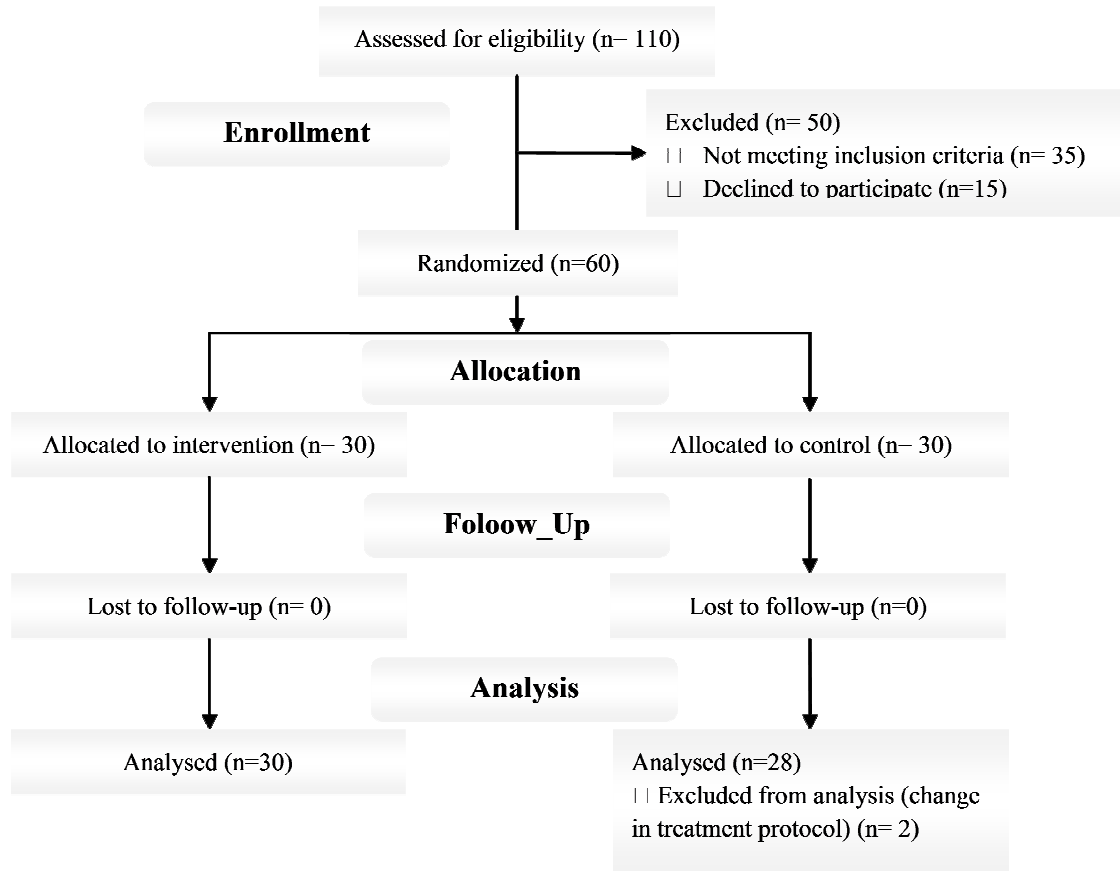 Assessed for eligibility (n= 110)
Enrollment
Excluded (n= 50)
Not meeting inclusion criteria (n= 35)
Declined to participate (n=15)
Randomized (n=60)
Allocation
Allocated to intervention (n= 30)
Allocated to control (n= 30)
Foloow_Up
Lost to follow-up (n= 0)
Lost to follow-up (n=0)
Analysis
Analysed (n=30)
Analysed (n=28)
Excluded from analysis (change
in treatment protocol) (n= 2)